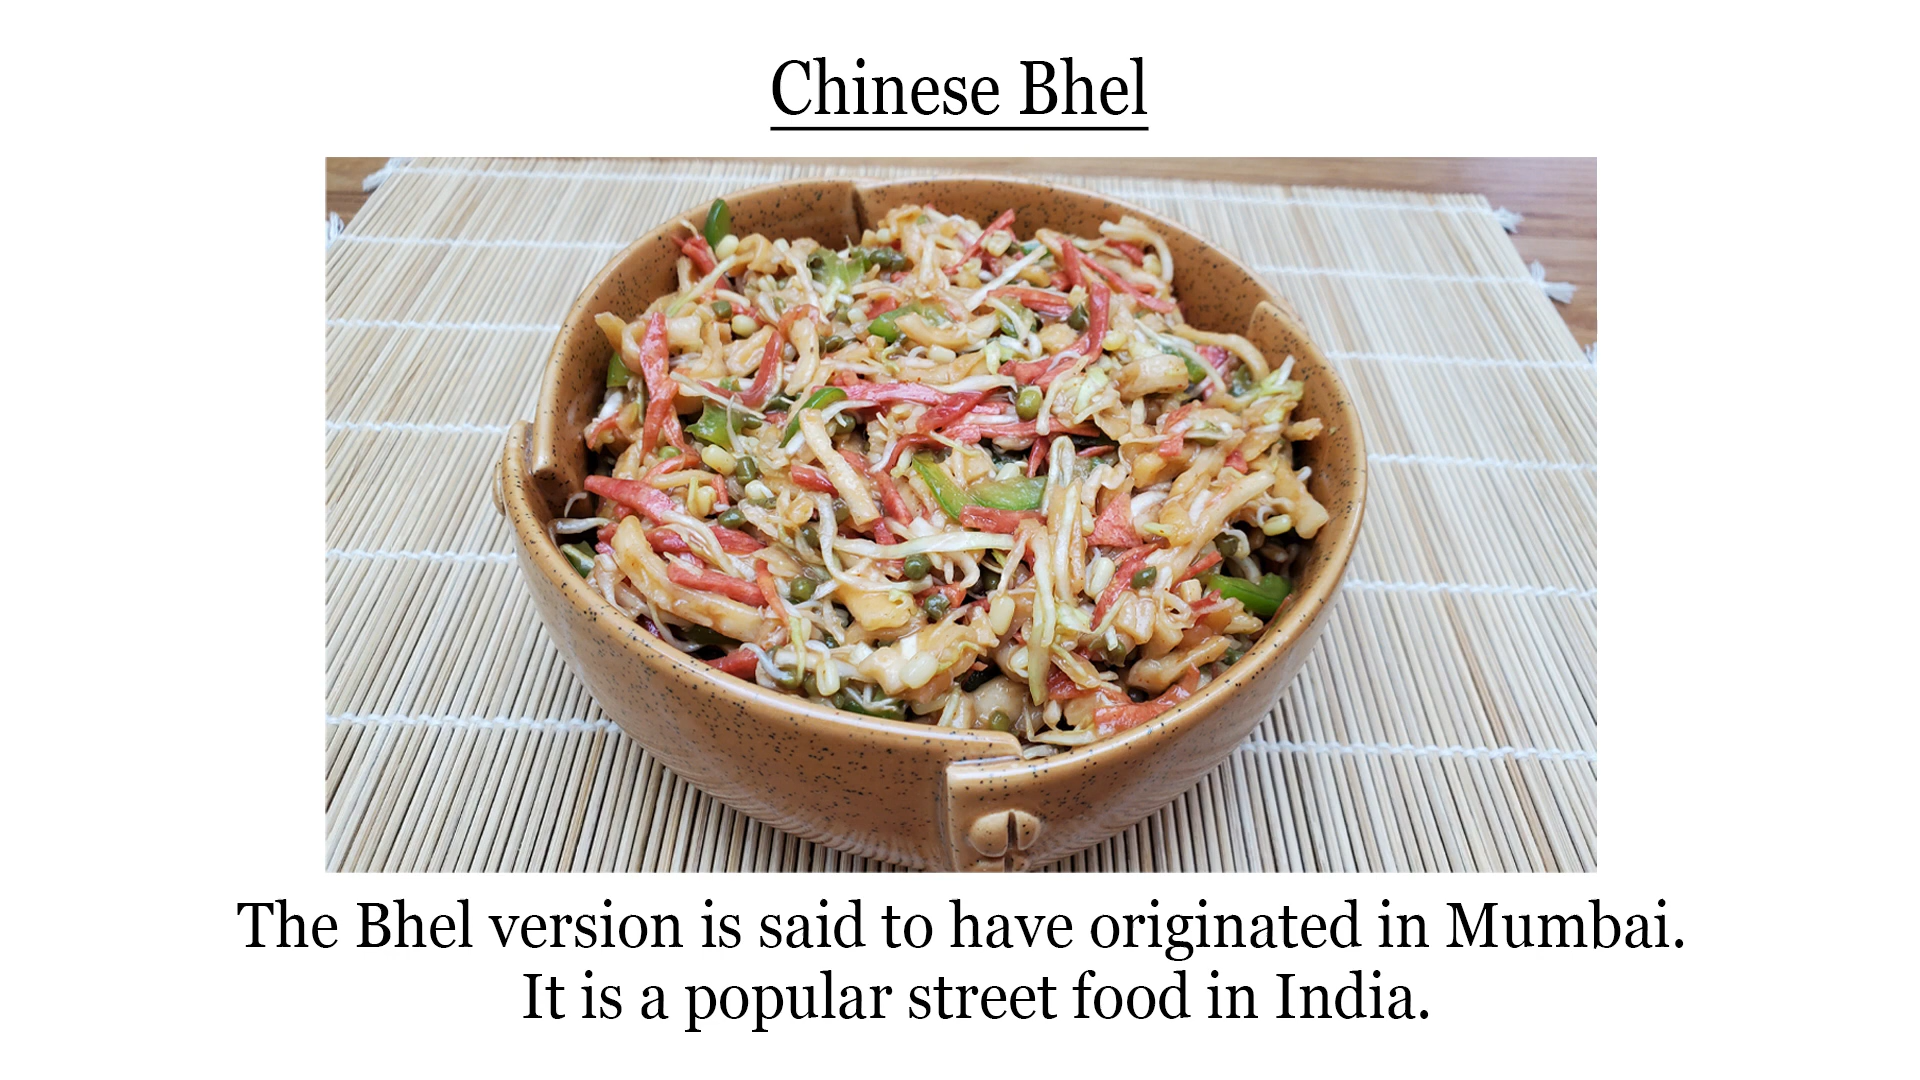 Chinese Bhel
The Bhel version is said to have originated in Mumbai.
It is a popular street food in India.